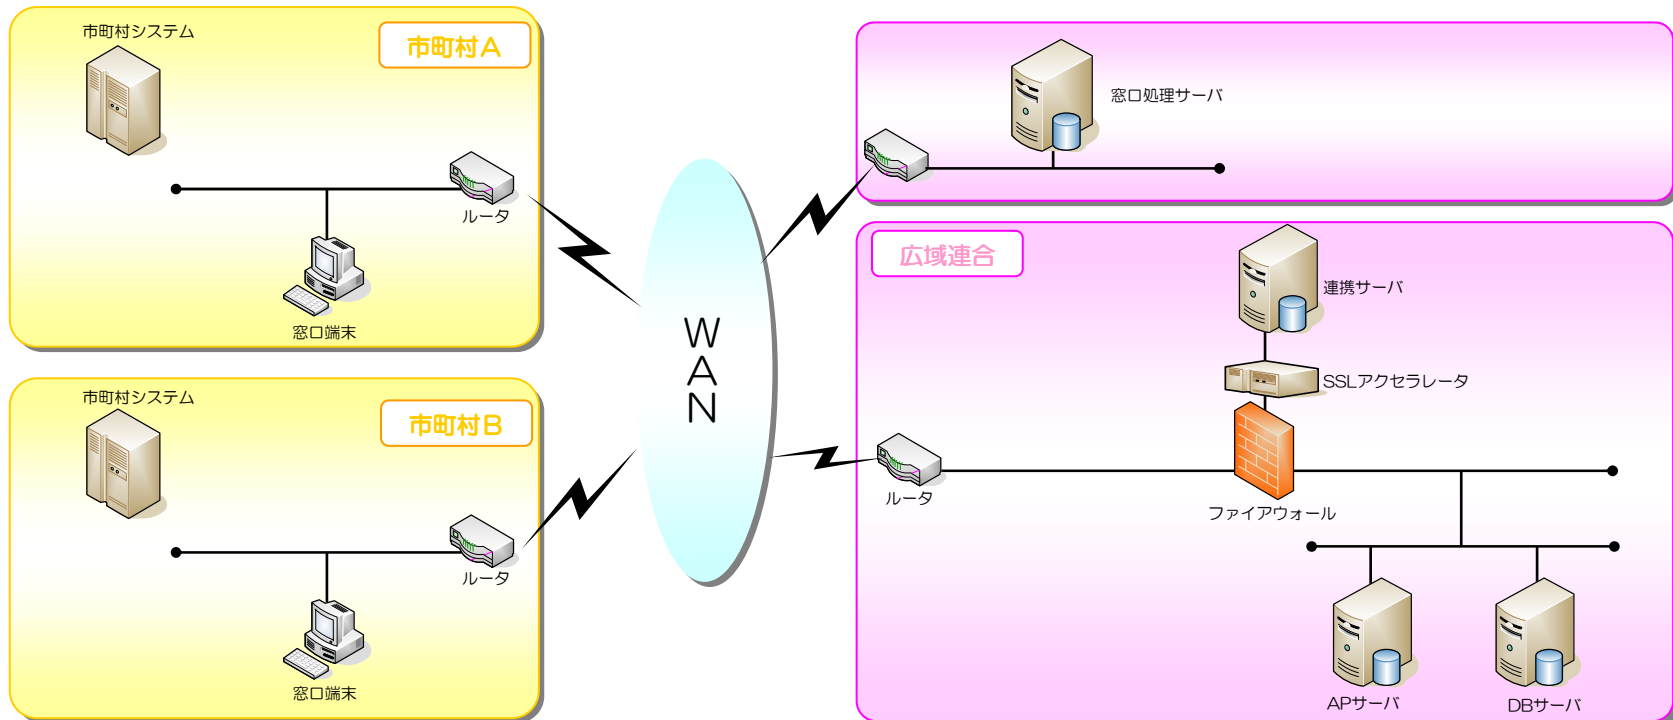 市町村システム
市町村A
ルータ
窓口端末
市町村システム
市町村B
ルータ
窓口端末
WAN
窓口処理サーバ
広域連合
連携サーバ
SSLアクセラレータ
ルータ
ファイアウォール
APサーバ
DBサーバ